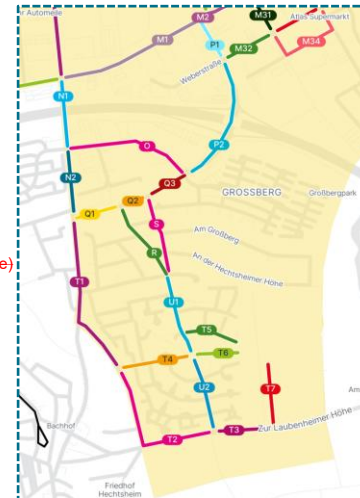 r Automeile
M2
M31
Atlas Supermarkt
M1
P1
M32
M34
Weberstraße
N1
O
P2
N2
Q3
GROSSBERG
Großbergpark
Q1
Q2
S
Am Großberg
R
An der Hechtsheimer Höhe
e)
T1
U1
T5
T6
T4
U2
T7
Am
Bachhof
T2
T3
Zur Laubenheimer Höhe
Friedhof
Hechtsheim